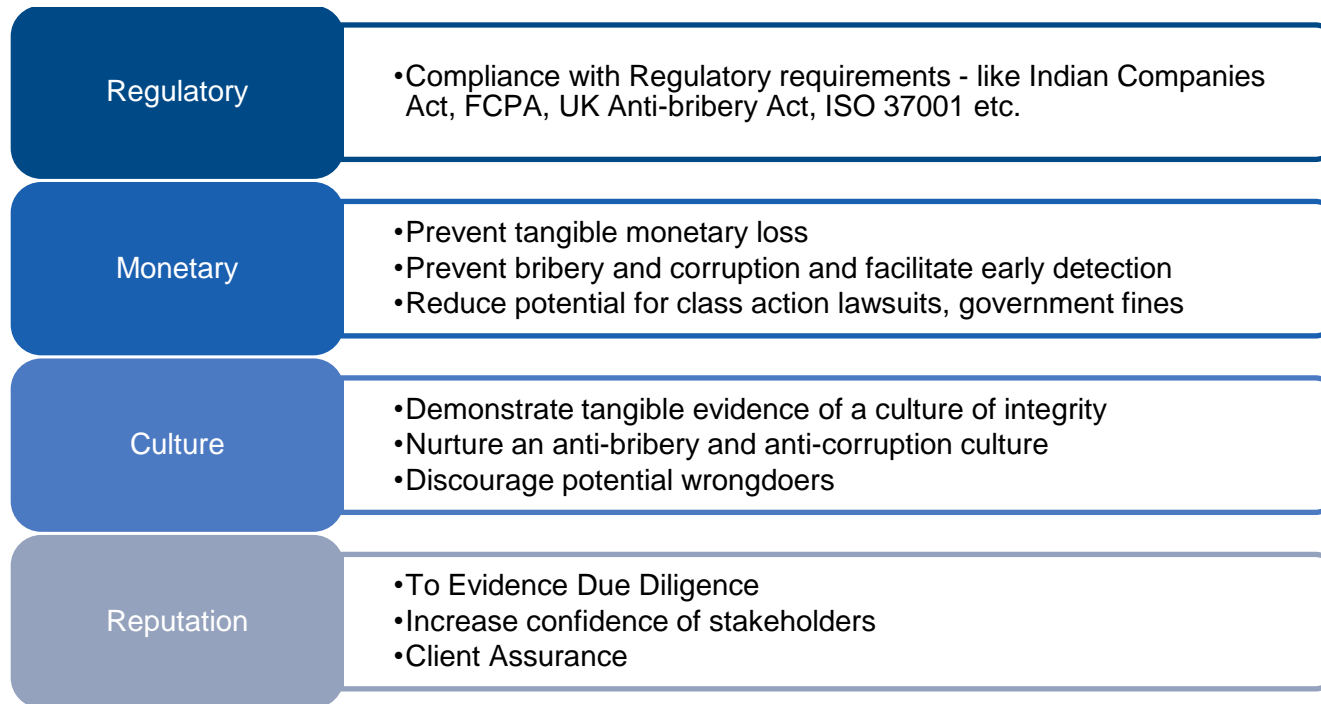 Regulatory
•Compliance with Regulatory requirements - like Indian Companies
Act, FCPA, UK Anti-bribery Act, ISO 37001 etc.
Monetary
•Prevent tangible monetary loss
•Prevent bribery and corruption and facilitate early detection
•Reduce potential for class action lawsuits, government fines
Culture
•Demonstrate tangible evidence of a culture of integrity
•Nurture an anti-bribery and anti-corruption culture
•Discourage potential wrongdoers
Reputation
•To Evidence Due Diligence
•Increase confidence of stakeholders
•Client Assurance